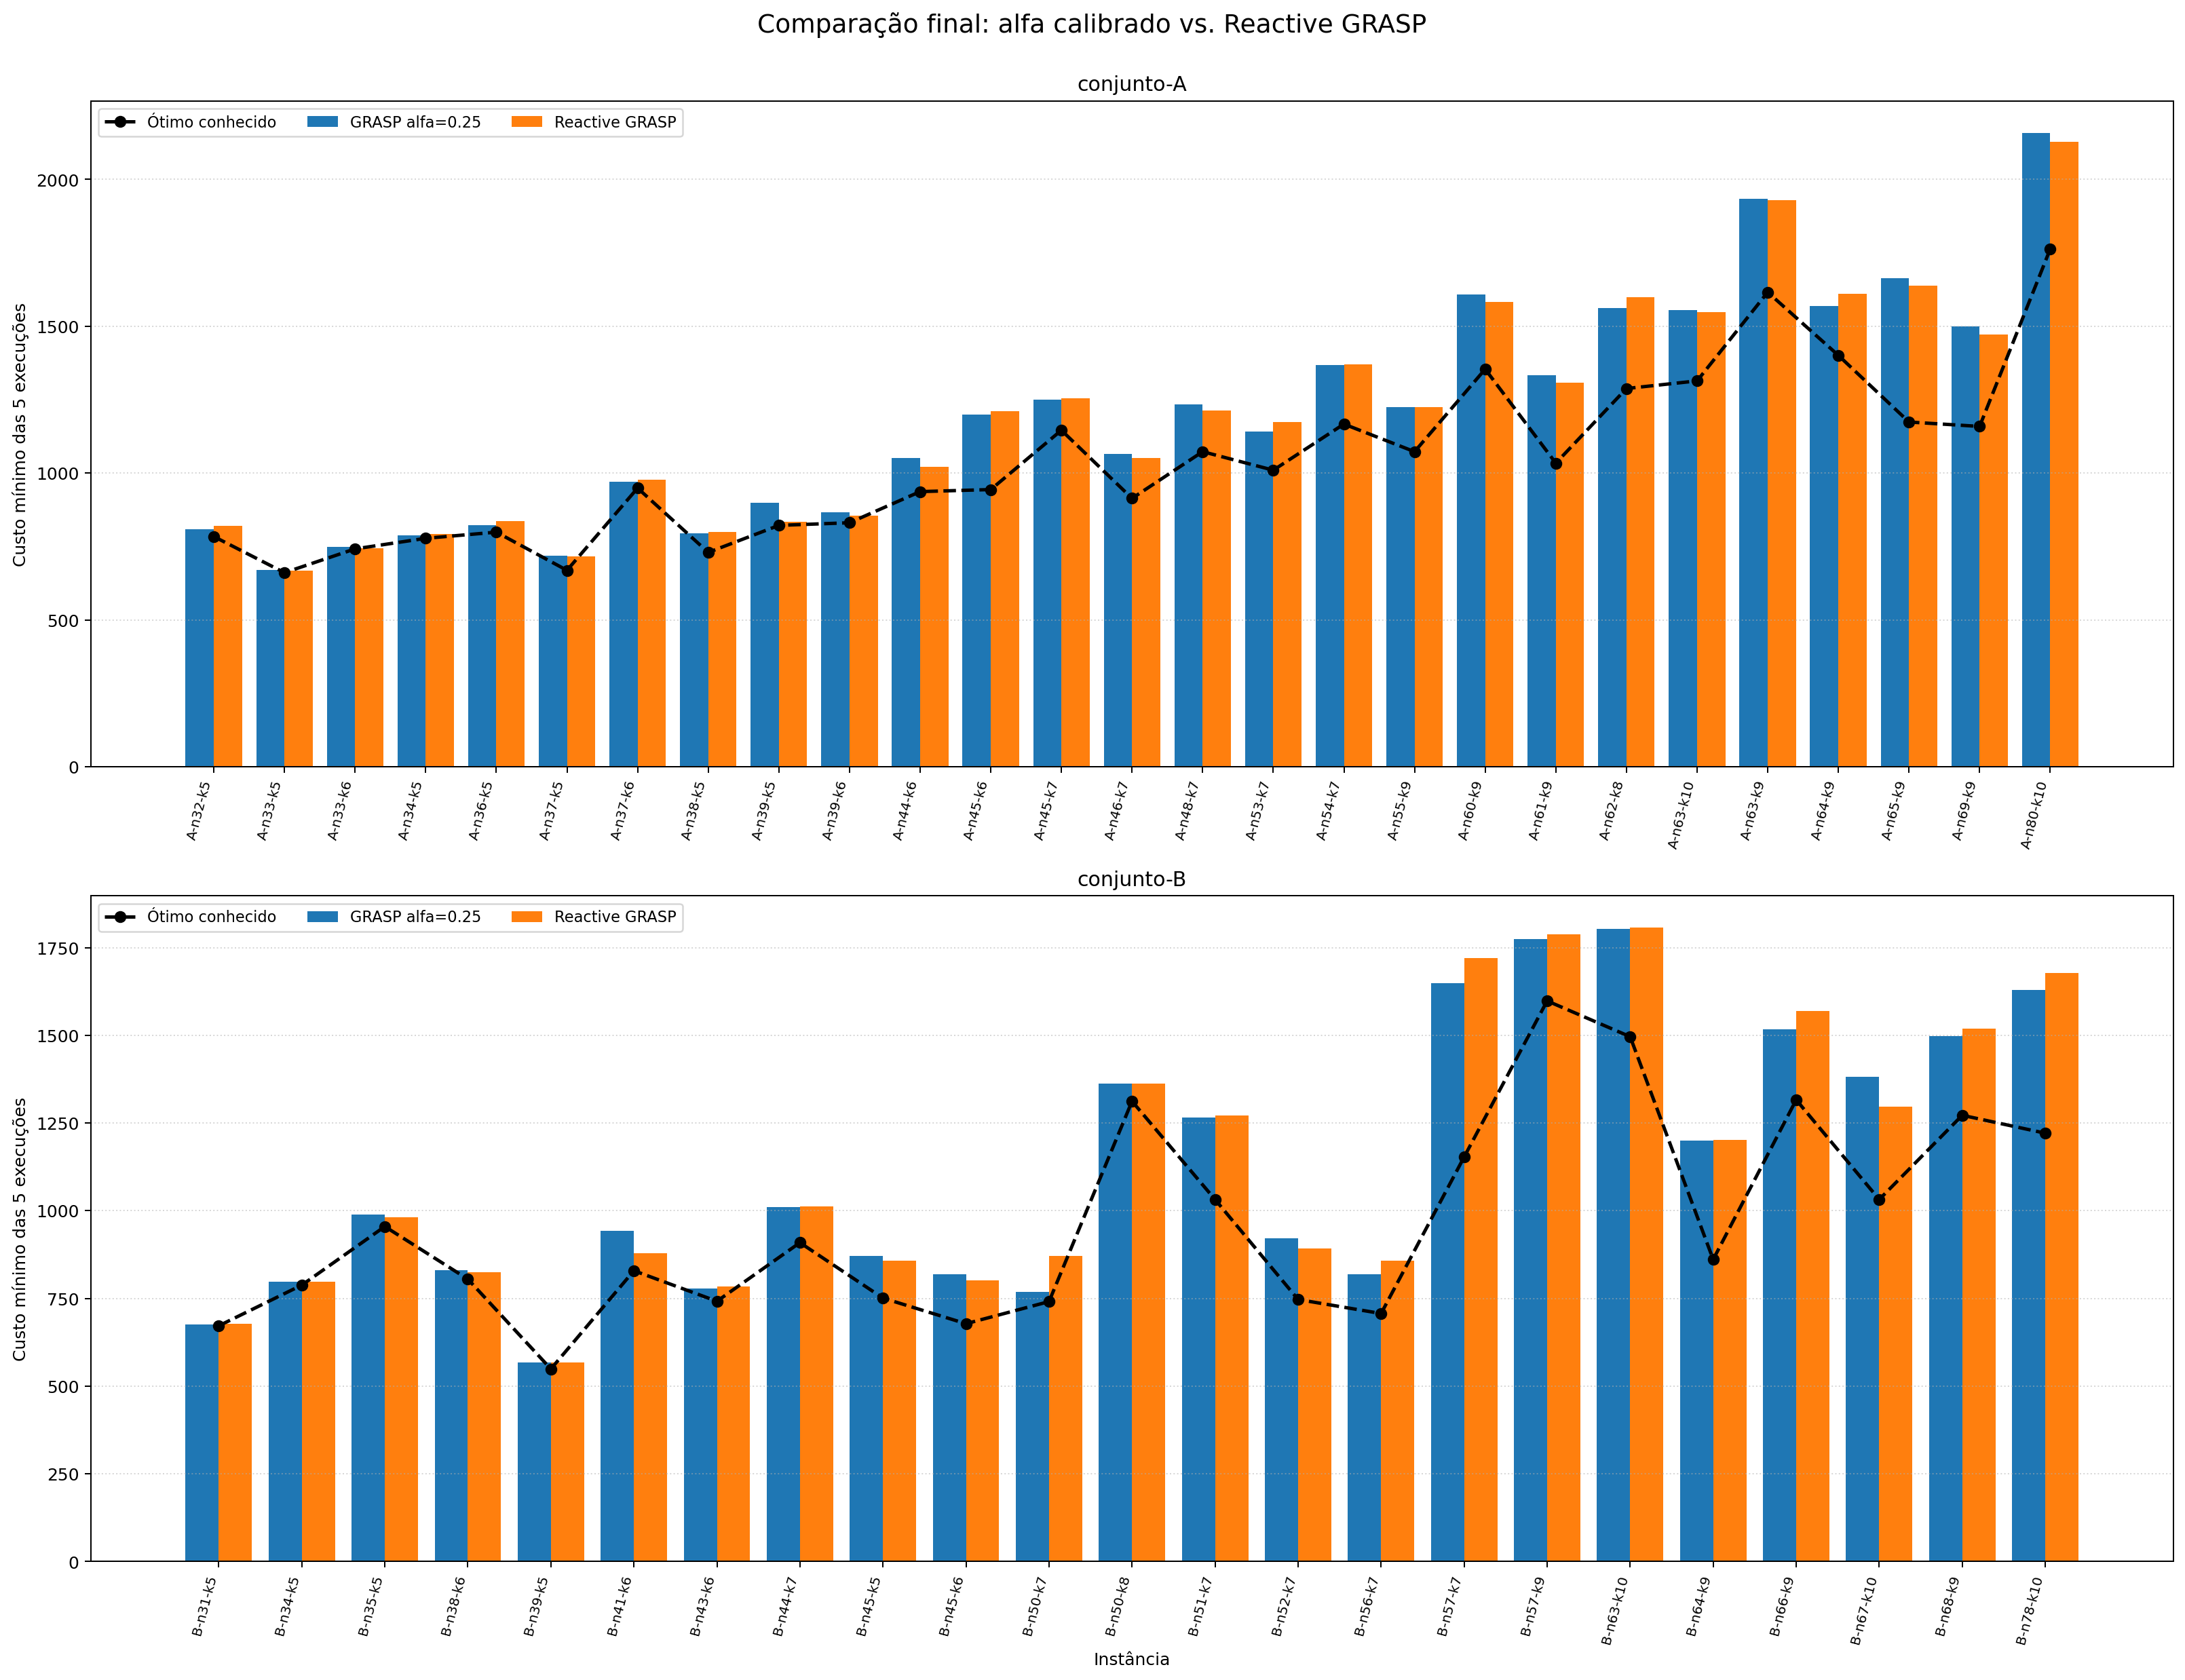 Comparação final: alfa calibrado vs. Reactive GRASP
conjunto-A
Ótimo conhecido GRASP alfa=0.25 Reactive GRASP
Custo mínimo das 5 execuções
2000
1500
1000
500
0
A-n32-k5
A-n33-k5
A-n33-k6
A-n34-k5
A-n36-k5
A-n37-k5
A-n37-k6
A-n38-k5
A-n39-k5
A-n39-k6
A-n44-k6
A-n45-k6
A-n45-k7
A-n46-k7
A-n48-k7
A-n53-k7
A-n54-k7
A-n55-k9
A-n60-k9
A-n61-k9
A-n62-k8
A-n63-k10
A-n63-k9
A-n64-k9
A-n65-k9
A-n69-k9
A-n80-k10
conjunto-B
Ótimo conhecido GRASP alfa=0.25 Reactive GRASP
Custo mínimo das 5 execuções
1750
1500
1250
1000
750
500
250
0
B-n31-k5
B-n34-k5
B-n35-k5
B-n38-k6
B-n39-k5
B-n41-k6
B-n43-k6
B-n44-k7
B-n45-k5
B-n45-k6
B-n50-k7
B-n50-k8
B-n51-k7
B-n52-k7
B-n56-k7
B-n57-k7
B-n57-k9
B-n63-k10
B-n64-k9
B-n66-k9
B-n67-k10
B-n68-k9
B-n78-k10
Instância